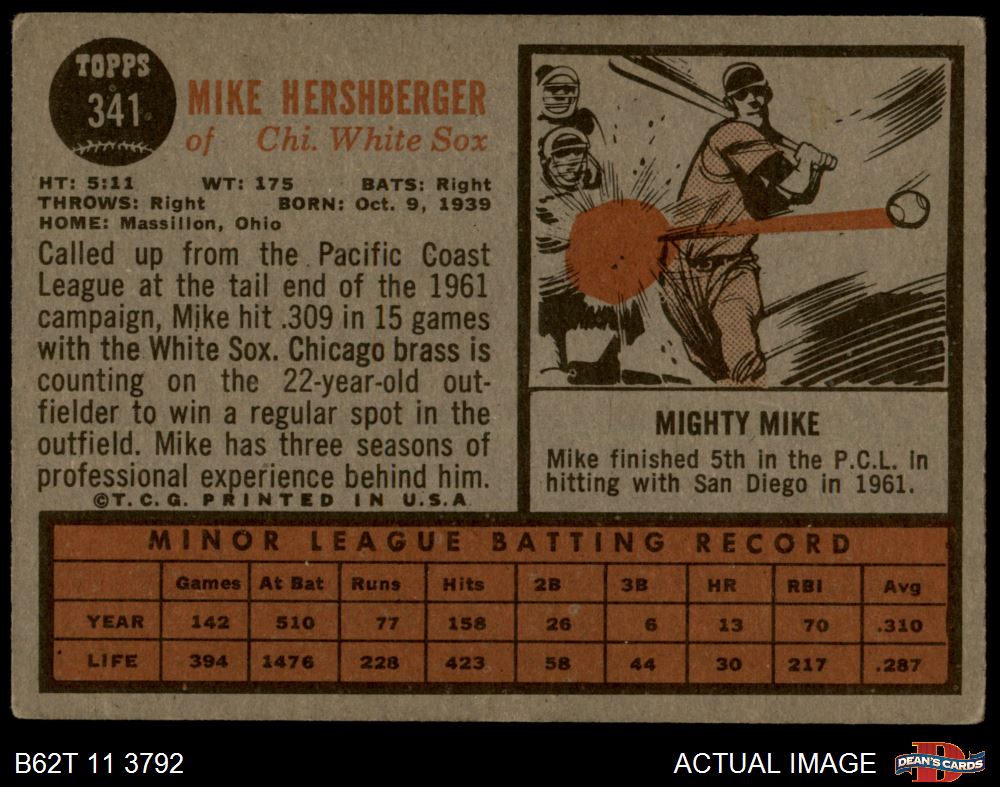 TOPPS
341
MIKE HERSHBERGER
of Chi. White Sox
HT: 5:11 WT: 175 BATS: Right
THROWS: Right BORN: Oct. 9, 1939
HOME: Massillon, Ohio
Called up from the Pacific Coast
League at the tail end of the 1961
campaign, Mike hit .309 in 15 games
with the White Sox. Chicago brass is
counting on the 22-year-old out-
fielder to win a regular spot in the
outfield. Mike has three seasons of
professional experience behind him.
©T.C.G. PRINTED IN U.S.A.
MIGHTY MIKE
Mike finished 5th in the P.C.L. in
hitting with San Diego in 1961.
MINOR LEAGUE BATTING RECORD
Games At Bat Runs Hits 2B 3B HR RBI Avg
YEAR 142 510 77 158 26 6 13 70 .310
LIFE 394 1476 228 423 58 44 30 217 .287
B62T 11 3792 ACTUAL IMAGE D DEAN'S CARDS